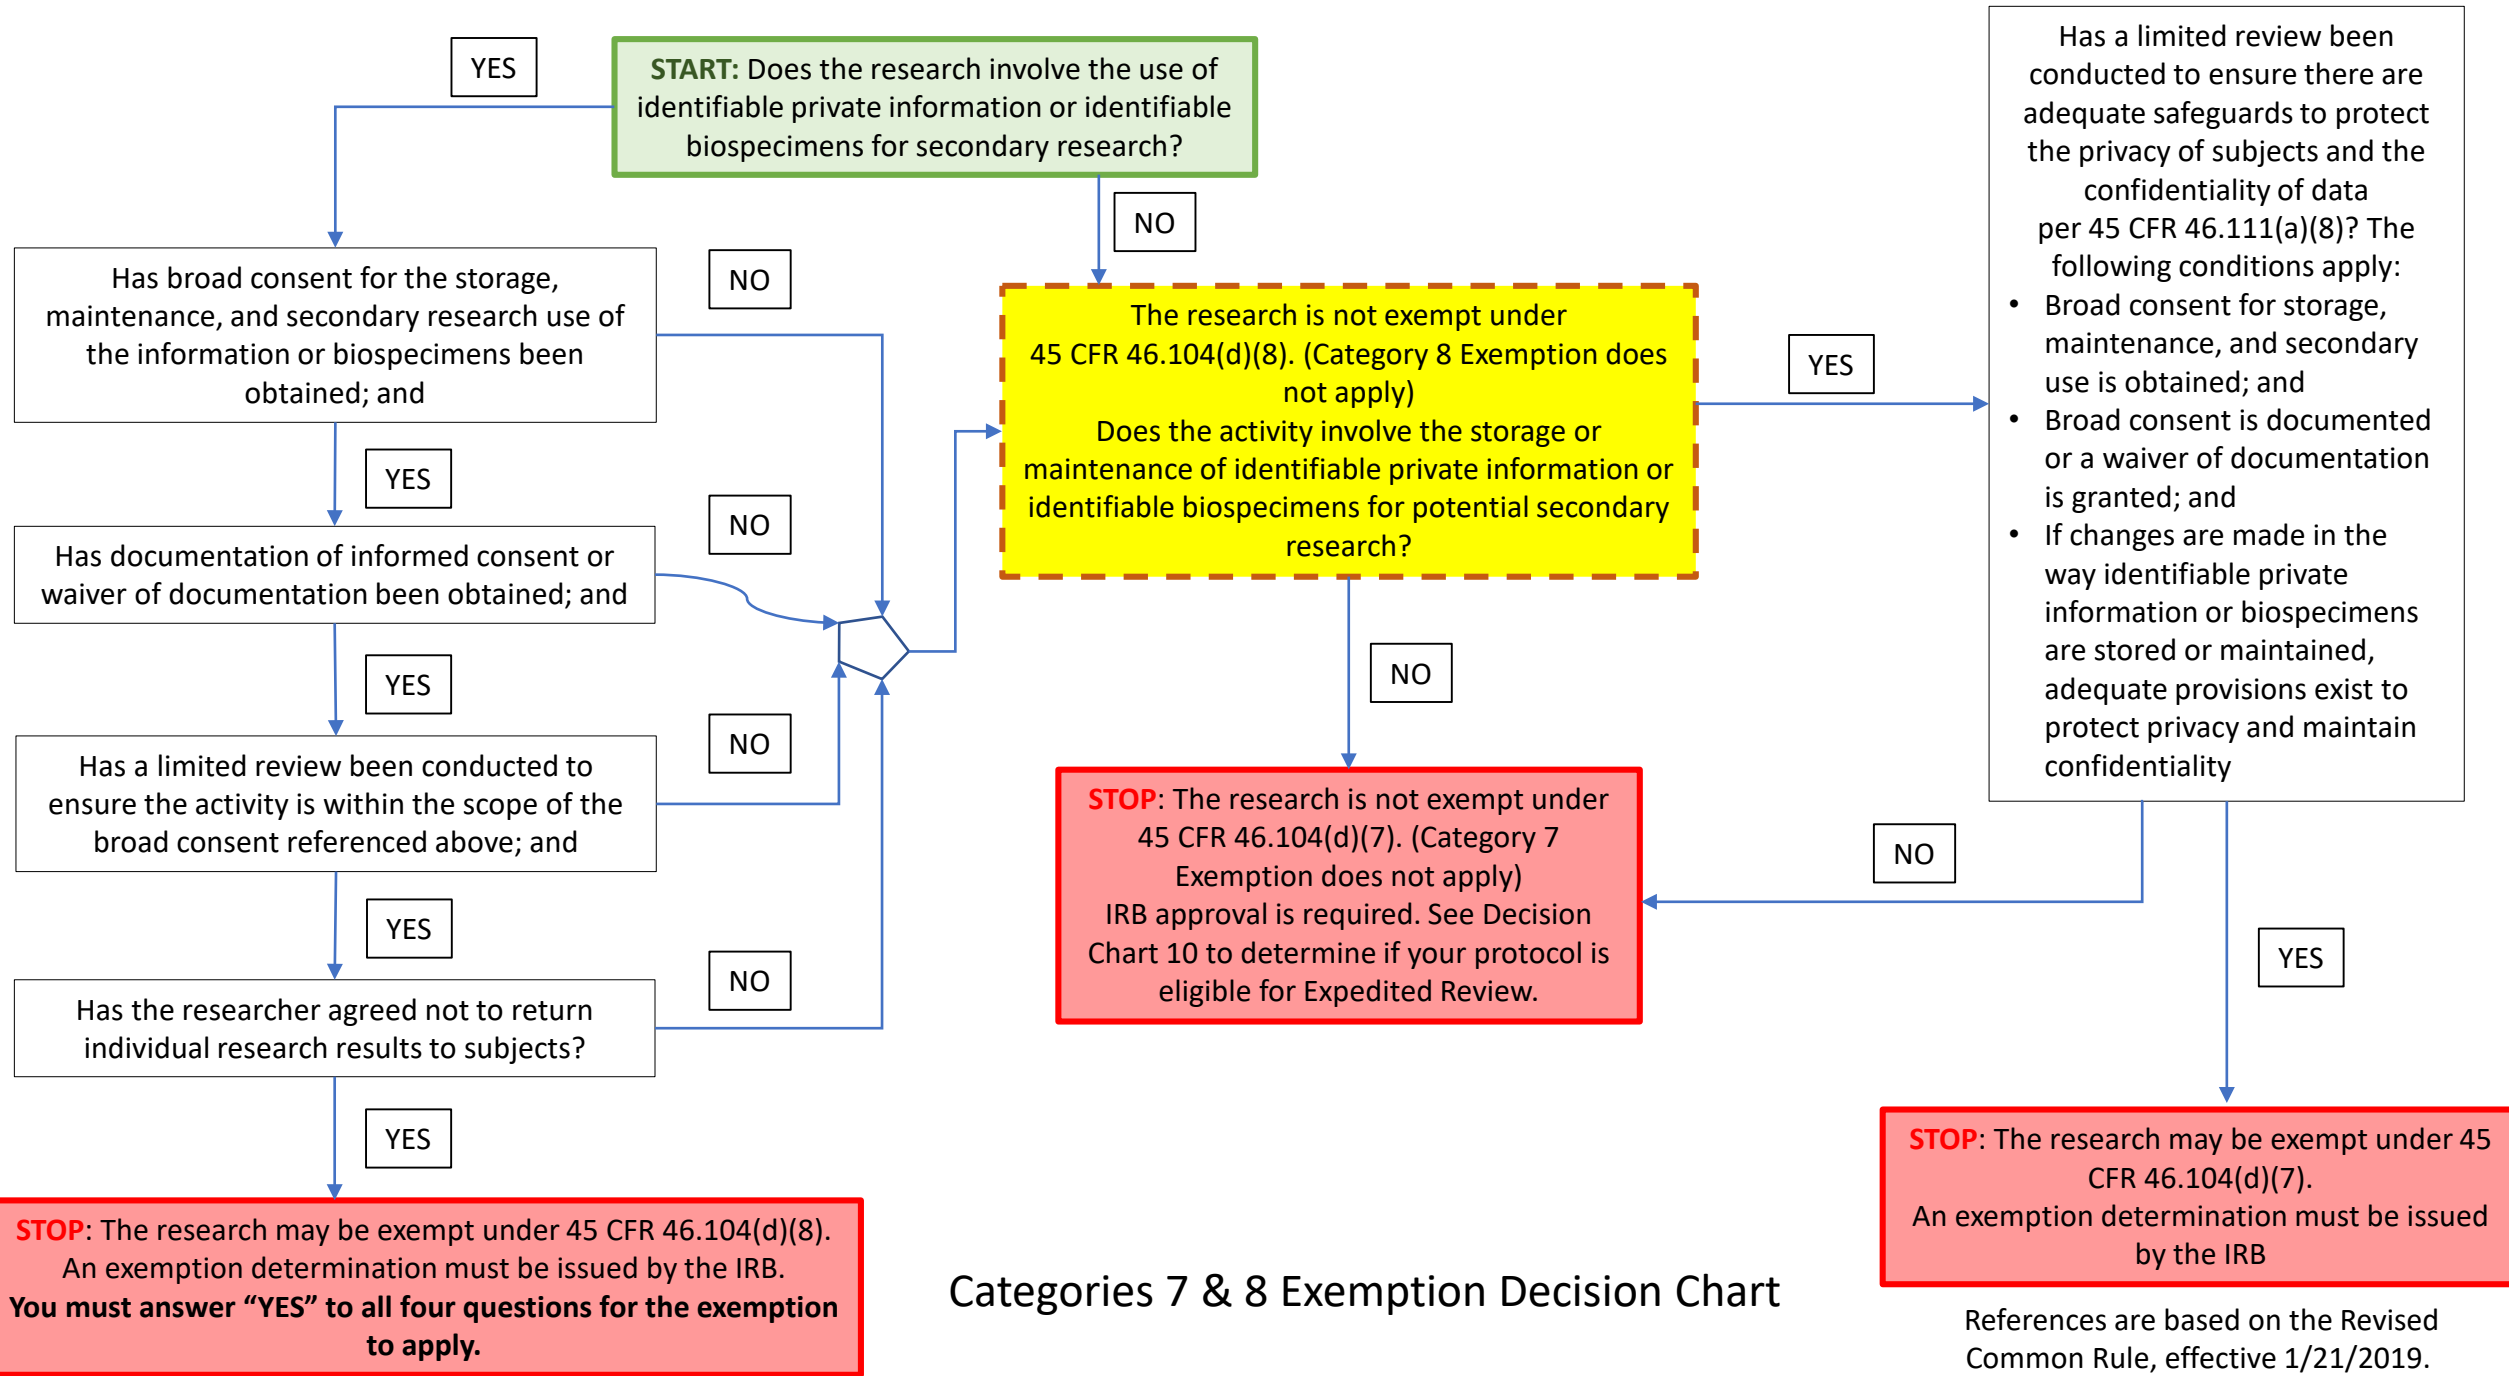 YES
START: Does the research involve the use of
identifiable private information or identifiable
biospecimens for secondary research?
NO
Has broad consent for the storage,
maintenance, and secondary research use of
the information or biospecimens been
obtained; and
NO
YES
Has documentation of informed consent or
waiver of documentation been obtained; and
NO
YES
Has a limited review been conducted to
ensure the activity is within the scope of the
broad consent referenced above; and
NO
YES
Has the researcher agreed not to return
individual research results to subjects?
NO
YES
STOP: The research may be exempt under 45 CFR 46.104(d)(8).
An exemption determination must be issued by the IRB.
You must answer “YES” to all four questions for the exemption
to apply.
The research is not exempt under
45 CFR 46.104(d)(8). (Category 8 Exemption does
not apply)
Does the activity involve the storage or
maintenance of identifiable private information or
identifiable biospecimens for potential secondary
research?
YES
NO
STOP: The research is not exempt under
45 CFR 46.104(d)(7). (Category 7
Exemption does not apply)
IRB approval is required. See Decision
Chart 10 to determine if your protocol is
eligible for Expedited Review.
Has a limited review been
conducted to ensure there are
adequate safeguards to protect
the privacy of subjects and the
confidentiality of data
per 45 CFR 46.111(a)(8)? The
following conditions apply:
• Broad consent for storage,
maintenance, and secondary
use is obtained; and
• Broad consent is documented
or a waiver of documentation
is granted; and
• If changes are made in the
way identifiable private
information or biospecimens
are stored or maintained,
adequate provisions exist to
protect privacy and maintain
confidentiality
NO
YES
STOP: The research may be exempt under 45
CFR 46.104(d)(7).
An exemption determination must be issued
by the IRB
Categories 7 & 8 Exemption Decision Chart
References are based on the Revised
Common Rule, effective 1/21/2019.